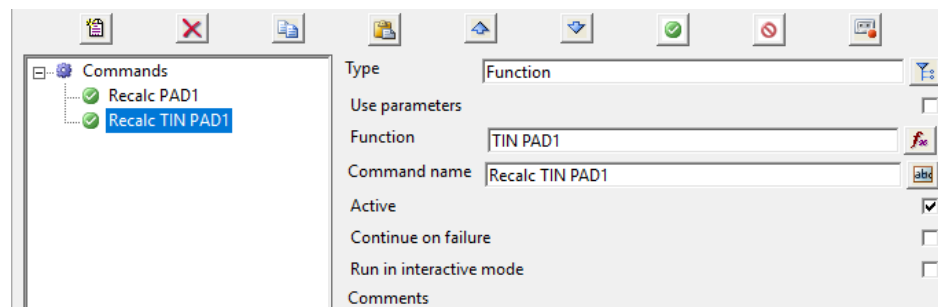 Commands
Recalc PAD1
Recalc TIN PAD1
Type Function
Use parameters
Function TIN PAD1
Command name Recalc TIN PAD1
Active
Continue on failure
Run in interactive mode
Comments